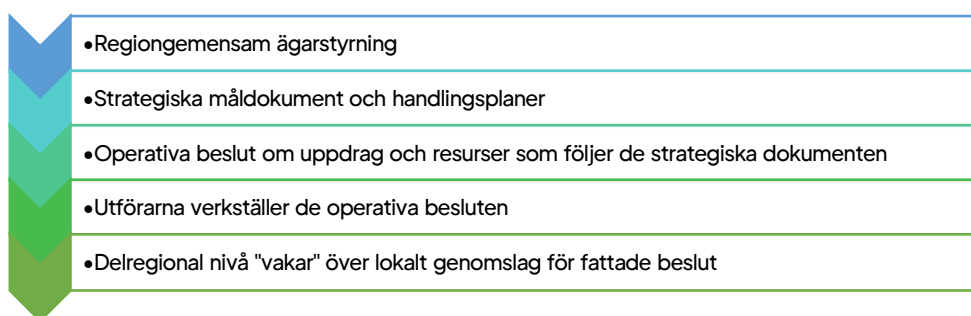 •Regiongemensam ägarstyrning
•Strategiska måldokument och handlingsplaner
•Operativa beslut om uppdrag och resurser som följer de strategiska dokumenten
•Utförarna verkställer de operativa besluten
•Delregional nivå "vakar" över lokalt genomslag för fattade beslut